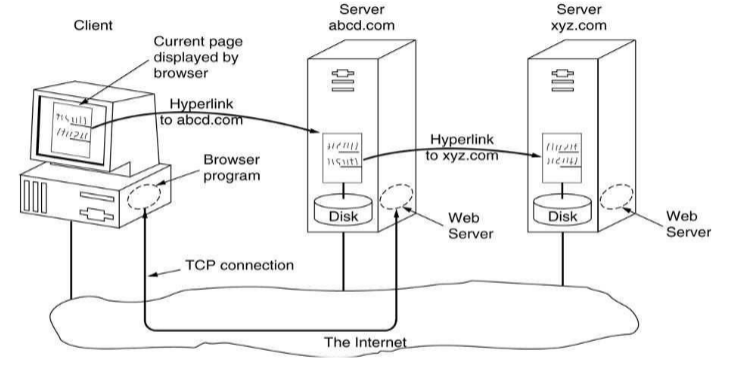 Client
Server
abcd.com
Server
xyz.com
Current page
displayed by
browser
Hyperlink
to abcd.com
Hyperlink
to xyz.com
Browser
program
Disk
Web
Server
Disk
Web
Server
TCP connection
The Internet